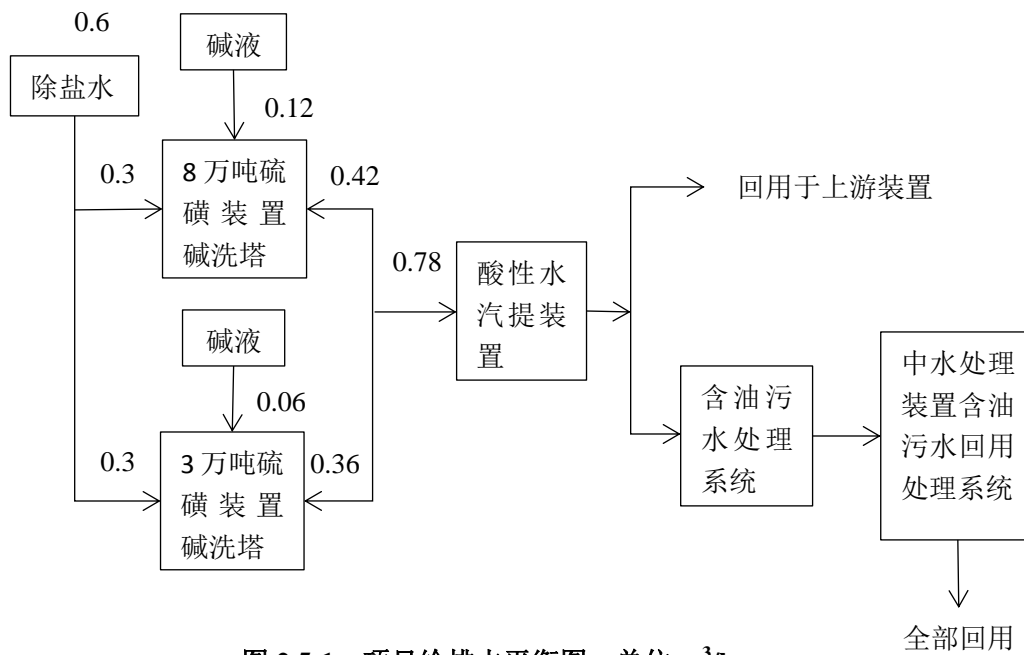 0.6
除盐水
碱液
0.12
0.3
8 万吨硫
磺装置
碱洗塔
0.42
碱液
0.06
0.3
3 万吨硫
磺装置
碱洗塔
0.36
0.78
酸性水
汽提装
置
回用于上游装置
含油污
水处理
系统
中水处理
装置含油
污水回用
处理系统
全部回用